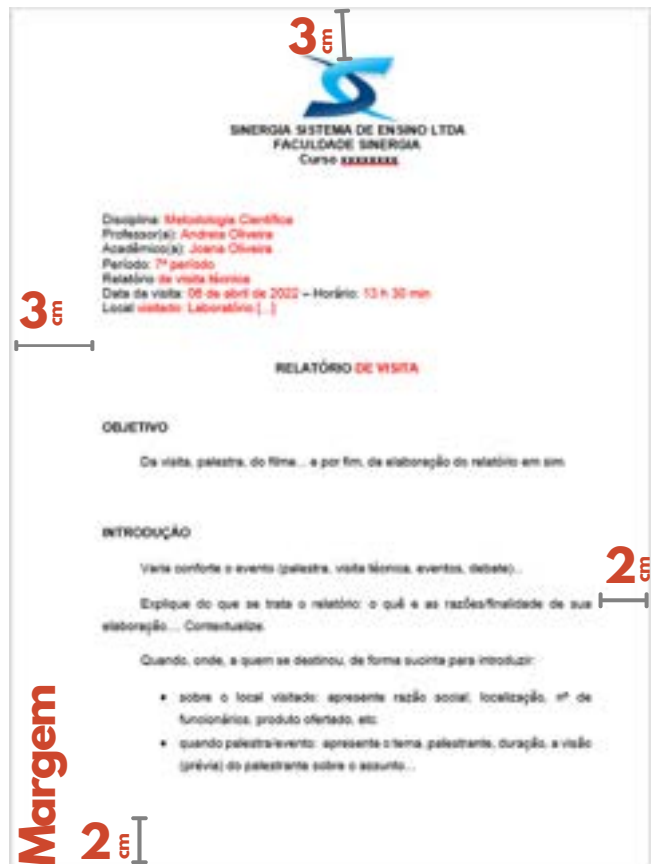 3 cm
SINERGIA SISTEMA DE ENSINO LTDA
FACULDADE SINERGIA
Curso xxxxxxxx
Disciplina: Metodologia Científica
Professor(a): Andreia Oliveira
Acadêmico(a): Joana Oliveira
Período: 7º período
Relatório de visita técnica
Data da visita: 06 de abril de 2022 – Horário: 13 h 30 min
Local visitado: Laboratório [...]
3 cm
RELATÓRIO DE VISITA
OBJETIVO
Da visita, palestra, do filme... e por fim, da elaboração do relatório em sim.
INTRODUÇÃO
Varia conforte o evento (palestra, visita técnica, eventos, debate)...
2 cm
Explique do que se trata o relatório: o quê e as razões/finalidade de sua
elaboração.... Contextualize.
Quando, onde, a quem se destinou, de forma sucinta para introduzir:
• sobre o local visitado: apresente razão social, localização, nº de
funcionários, produto ofertado, etc.
• quando palestra/evento: apresente o tema, palestrante, duração, a visão
(prévia) do palestrante sobre o assunto...
Margem
2 cm